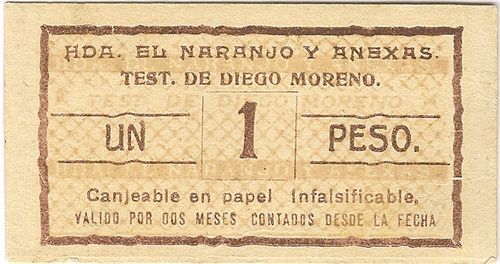 HDA. EL NARANJO Y ANEXAS.
TEST. DE DIEGO MORENO.
UN 1 PESO.
Canjeable en papel Infalsificable,
VALIDO POR DOS MESES CONTADOS DESDE LA FECHA